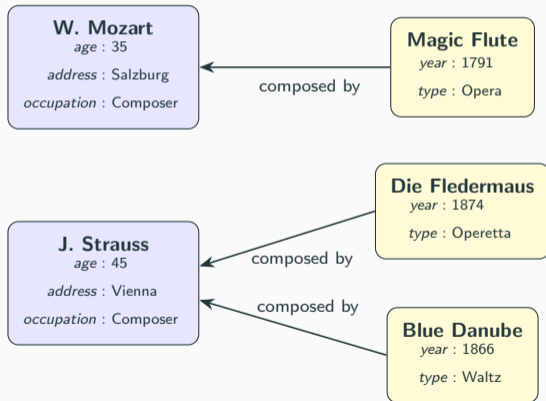 W. Mozart
age : 35
address : Salzburg
occupation : Composer
composed by
Magic Flute
year : 1791
type : Opera
J. Strauss
age : 45
address : Vienna
occupation : Composer
composed by
composed by
Die Fledermaus
year : 1874
type : Operetta
Blue Danube
year : 1866
type : Waltz